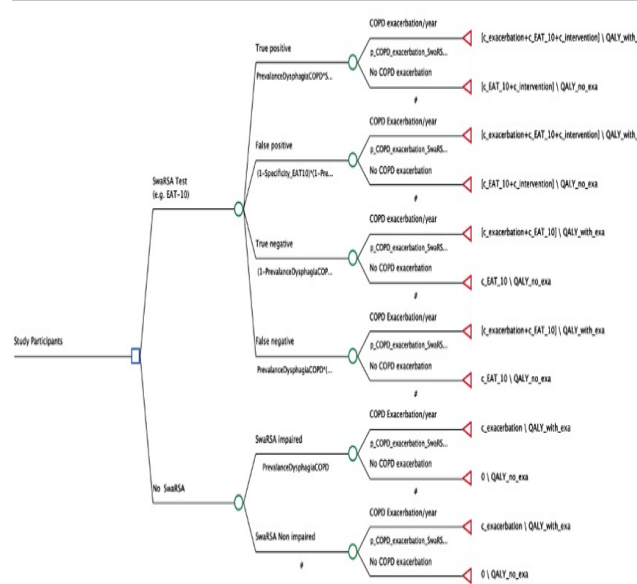 COPD exacerbation/year
[c_exacerbation+c_EAT_10+c_intervention] \ QALY_with_
True positive
p_COPD_exacerbation_SwaRS...
No COPD exacerbation
PrevalanceDysphagiaCOPD*S...
[c_EAT_10+c_intervention] \ QALY_no_exa
#
COPD Exacerbation/year
[c_exacerbation+c_EAT_10+c_intervention] \ QALY_with_
False positive
p_COPD_exacerbation_SwaRS...
No COPD exacerbation
(1-Specificity_EAT10)*(1-Pre...
[c_EAT_10+c_intervention] \ QALY_no_exa
#
SwaRSA Test
(e.g. EAT-10)
COPD Exacerbation/year
[c_exacerbation+c_EAT_10] \ QALY_with_exa
True negative
p_COPD_exacerbation_SwaRS...
No COPD exacerbation
(1-PrevalanceDysphagiaCOP...
c_EAT_10 \ QALY_no_exa
#
COPD Exacerbation/year
[c_exacerbation+c_EAT_10] \ QALY_with_exa
Study Participants
False negative
p_COPD_exacerbation_SwaRS...
No COPD exacerbation
PrevalanceDysphagiaCOPD*(...
c_EAT_10 \ QALY_no_exa
#
COPD Exacerbation/year
c_exacerbation \ QALY_with_exa
SwaRSA impaired
p_COPD_exacerbation_SwaRS...
No COPD exacerbation
PrevalanceDysphagiaCOPD
0 \ QALY_no_exa
#
No SwaRSA
COPD Exacerbation/year
c_exacerbation \ QALY_with_exa
SwaRSA Non impaired
p_COPD_exacerbation_SwaRS...
No COPD exacerbation
#
0 \ QALY_no_exa